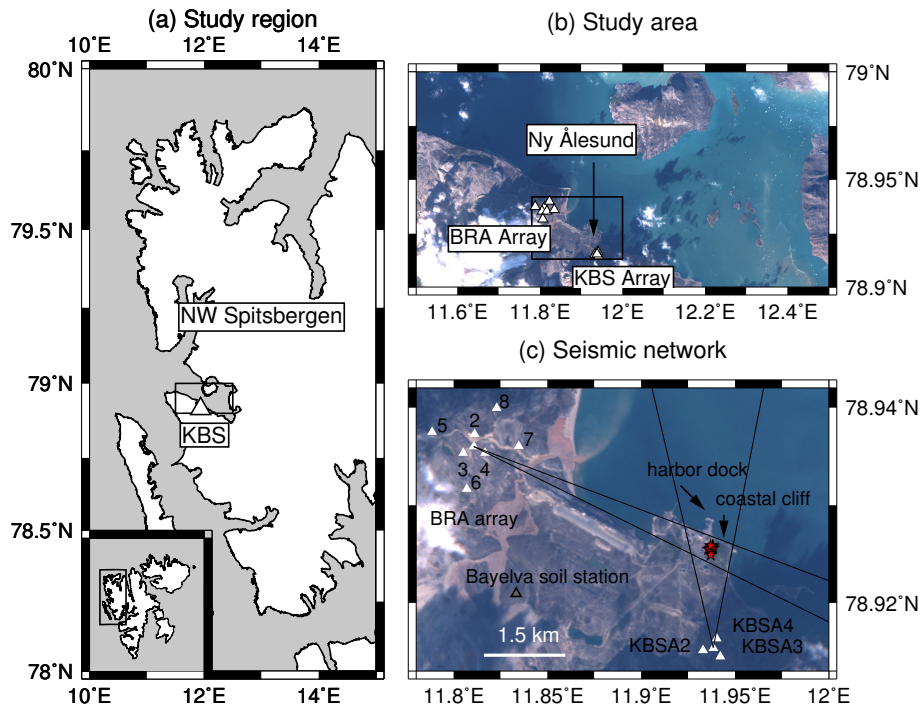 (a) Study region
10˚E 12˚E 14˚E
80˚N
79.5˚N
79˚N
78.5˚N
78˚N
10˚E 12˚E 14˚E
NW Spitsbergen
KBS
(b) Study area
79˚N
78.95˚N
78.9˚N
11.6˚E 11.8˚E 12˚E 12.2˚E 12.4˚E
Ny Ålesund
BRA Array
KBS Array
(c) Seismic network
78.94˚N
78.92˚N
11.8˚E 11.85˚E 11.9˚E 11.95˚E 12˚E
8
5 2
7
3 4
6
harbor dock
coastal cliff
BRA array
Bayelva soil station
1.5 km
KBSA4
KBSA2 KBSA3